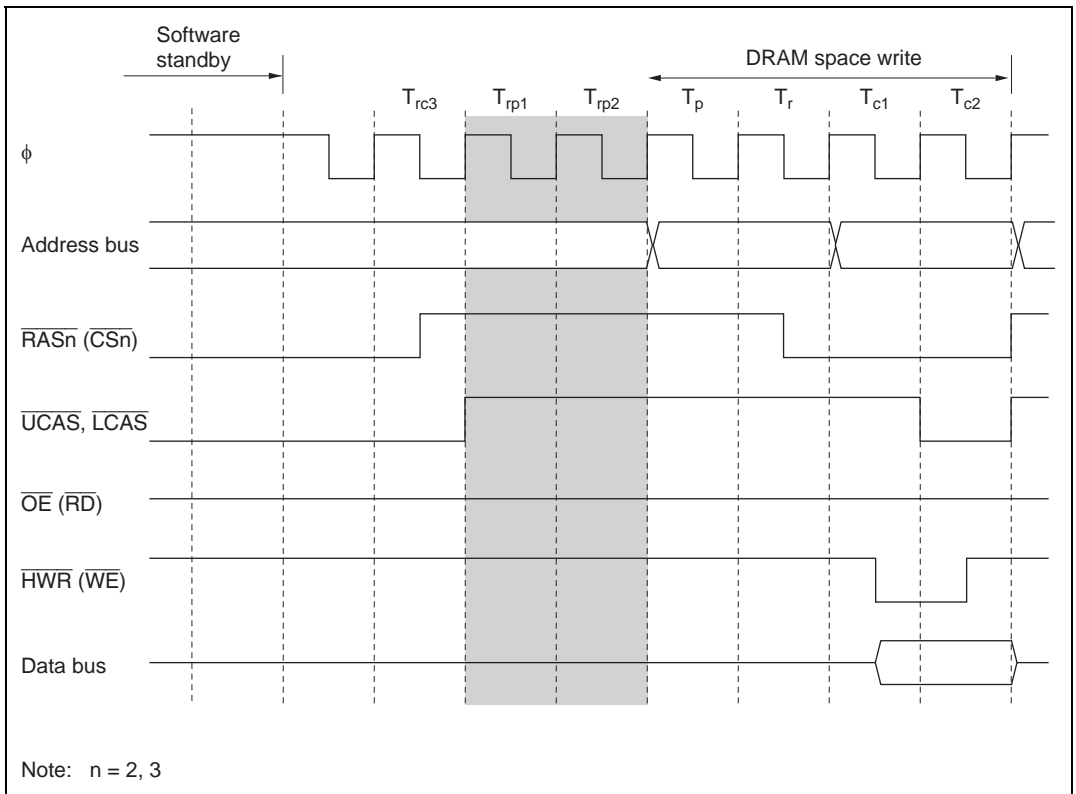 Software
standby
DRAM space write
Trc3 Trp1 Trp2 Tp Tr Tc1 Tc2
ϕ
Address bus
RASn (CSn)
UCAS, LCAS
OE (RD)
HWR (WE)
Data bus
Note: n = 2, 3